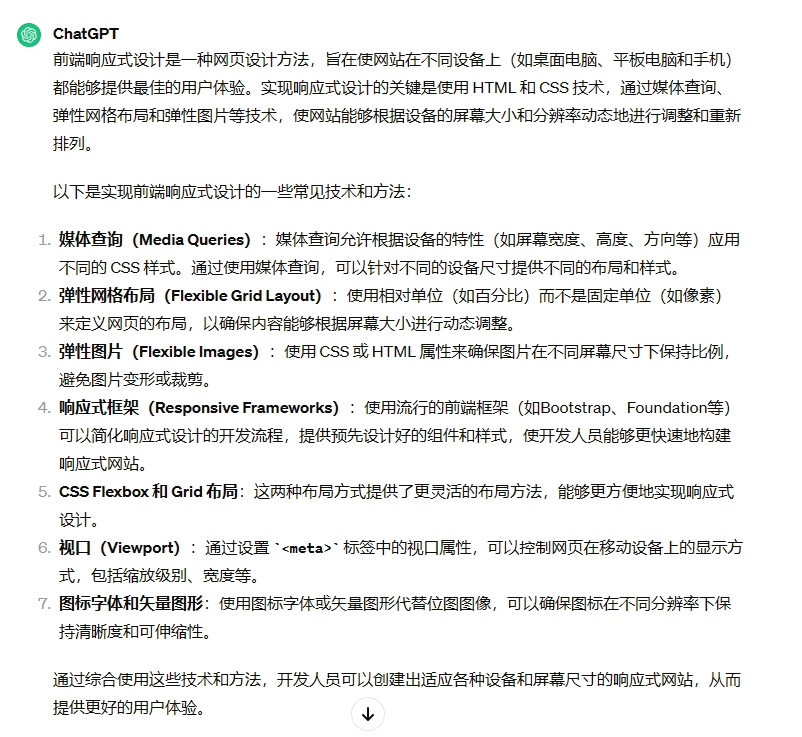 ChatGPT
前端响应式设计是一种网页设计方法，旨在使网站在不同设备上（如桌面电脑、平板电脑和手机）
都能够提供最佳的用户体验。实现响应式设计的关键是使用 HTML 和 CSS 技术，通过媒体查询、
弹性网格布局和弹性图片等技术，使网站能够根据设备的屏幕大小和分辨率动态地进行调整和重新
排列。
以下是实现前端响应式设计的一些常见技术和方法：
1. 媒体查询（Media Queries）：媒体查询允许根据设备的特性（如屏幕宽度、高度、方向等）应用
不同的 CSS 样式。通过使用媒体查询，可以针对不同的设备尺寸提供不同的布局和样式。
2. 弹性网格布局（Flexible Grid Layout）：使用相对单位（如百分比）而不是固定单位（如像素）
来定义网页的布局，以确保内容能够根据屏幕大小进行动态调整。
3. 弹性图片（Flexible Images）：使用 CSS 或 HTML 属性来确保图片在不同屏幕尺寸下保持比例，
避免图片变形或裁剪。
4. 响应式框架（Responsive Frameworks）：使用流行的前端框架（如Bootstrap、Foundation等）
可以简化响应式设计的开发流程，提供预先设计好的组件和样式，使开发人员能够更快速地构建
响应式网站。
5. CSS Flexbox 和 Grid 布局：这两种布局方式提供了更灵活的布局方法，能够更方便地实现响应式
设计。
6. 视口（Viewport）：通过设置 `<meta>` 标签中的视口属性，可以控制网页在移动设备上的显示方
式，包括缩放级别、宽度等。
7. 图标字体和矢量图形：使用图标字体或矢量图形代替位图图像，可以确保图标在不同分辨率下保
持清晰度和可伸缩性。
通过综合使用这些技术和方法，开发人员可以创建出适应各种设备和屏幕尺寸的响应式网站，从而
提供更好的用户体验。